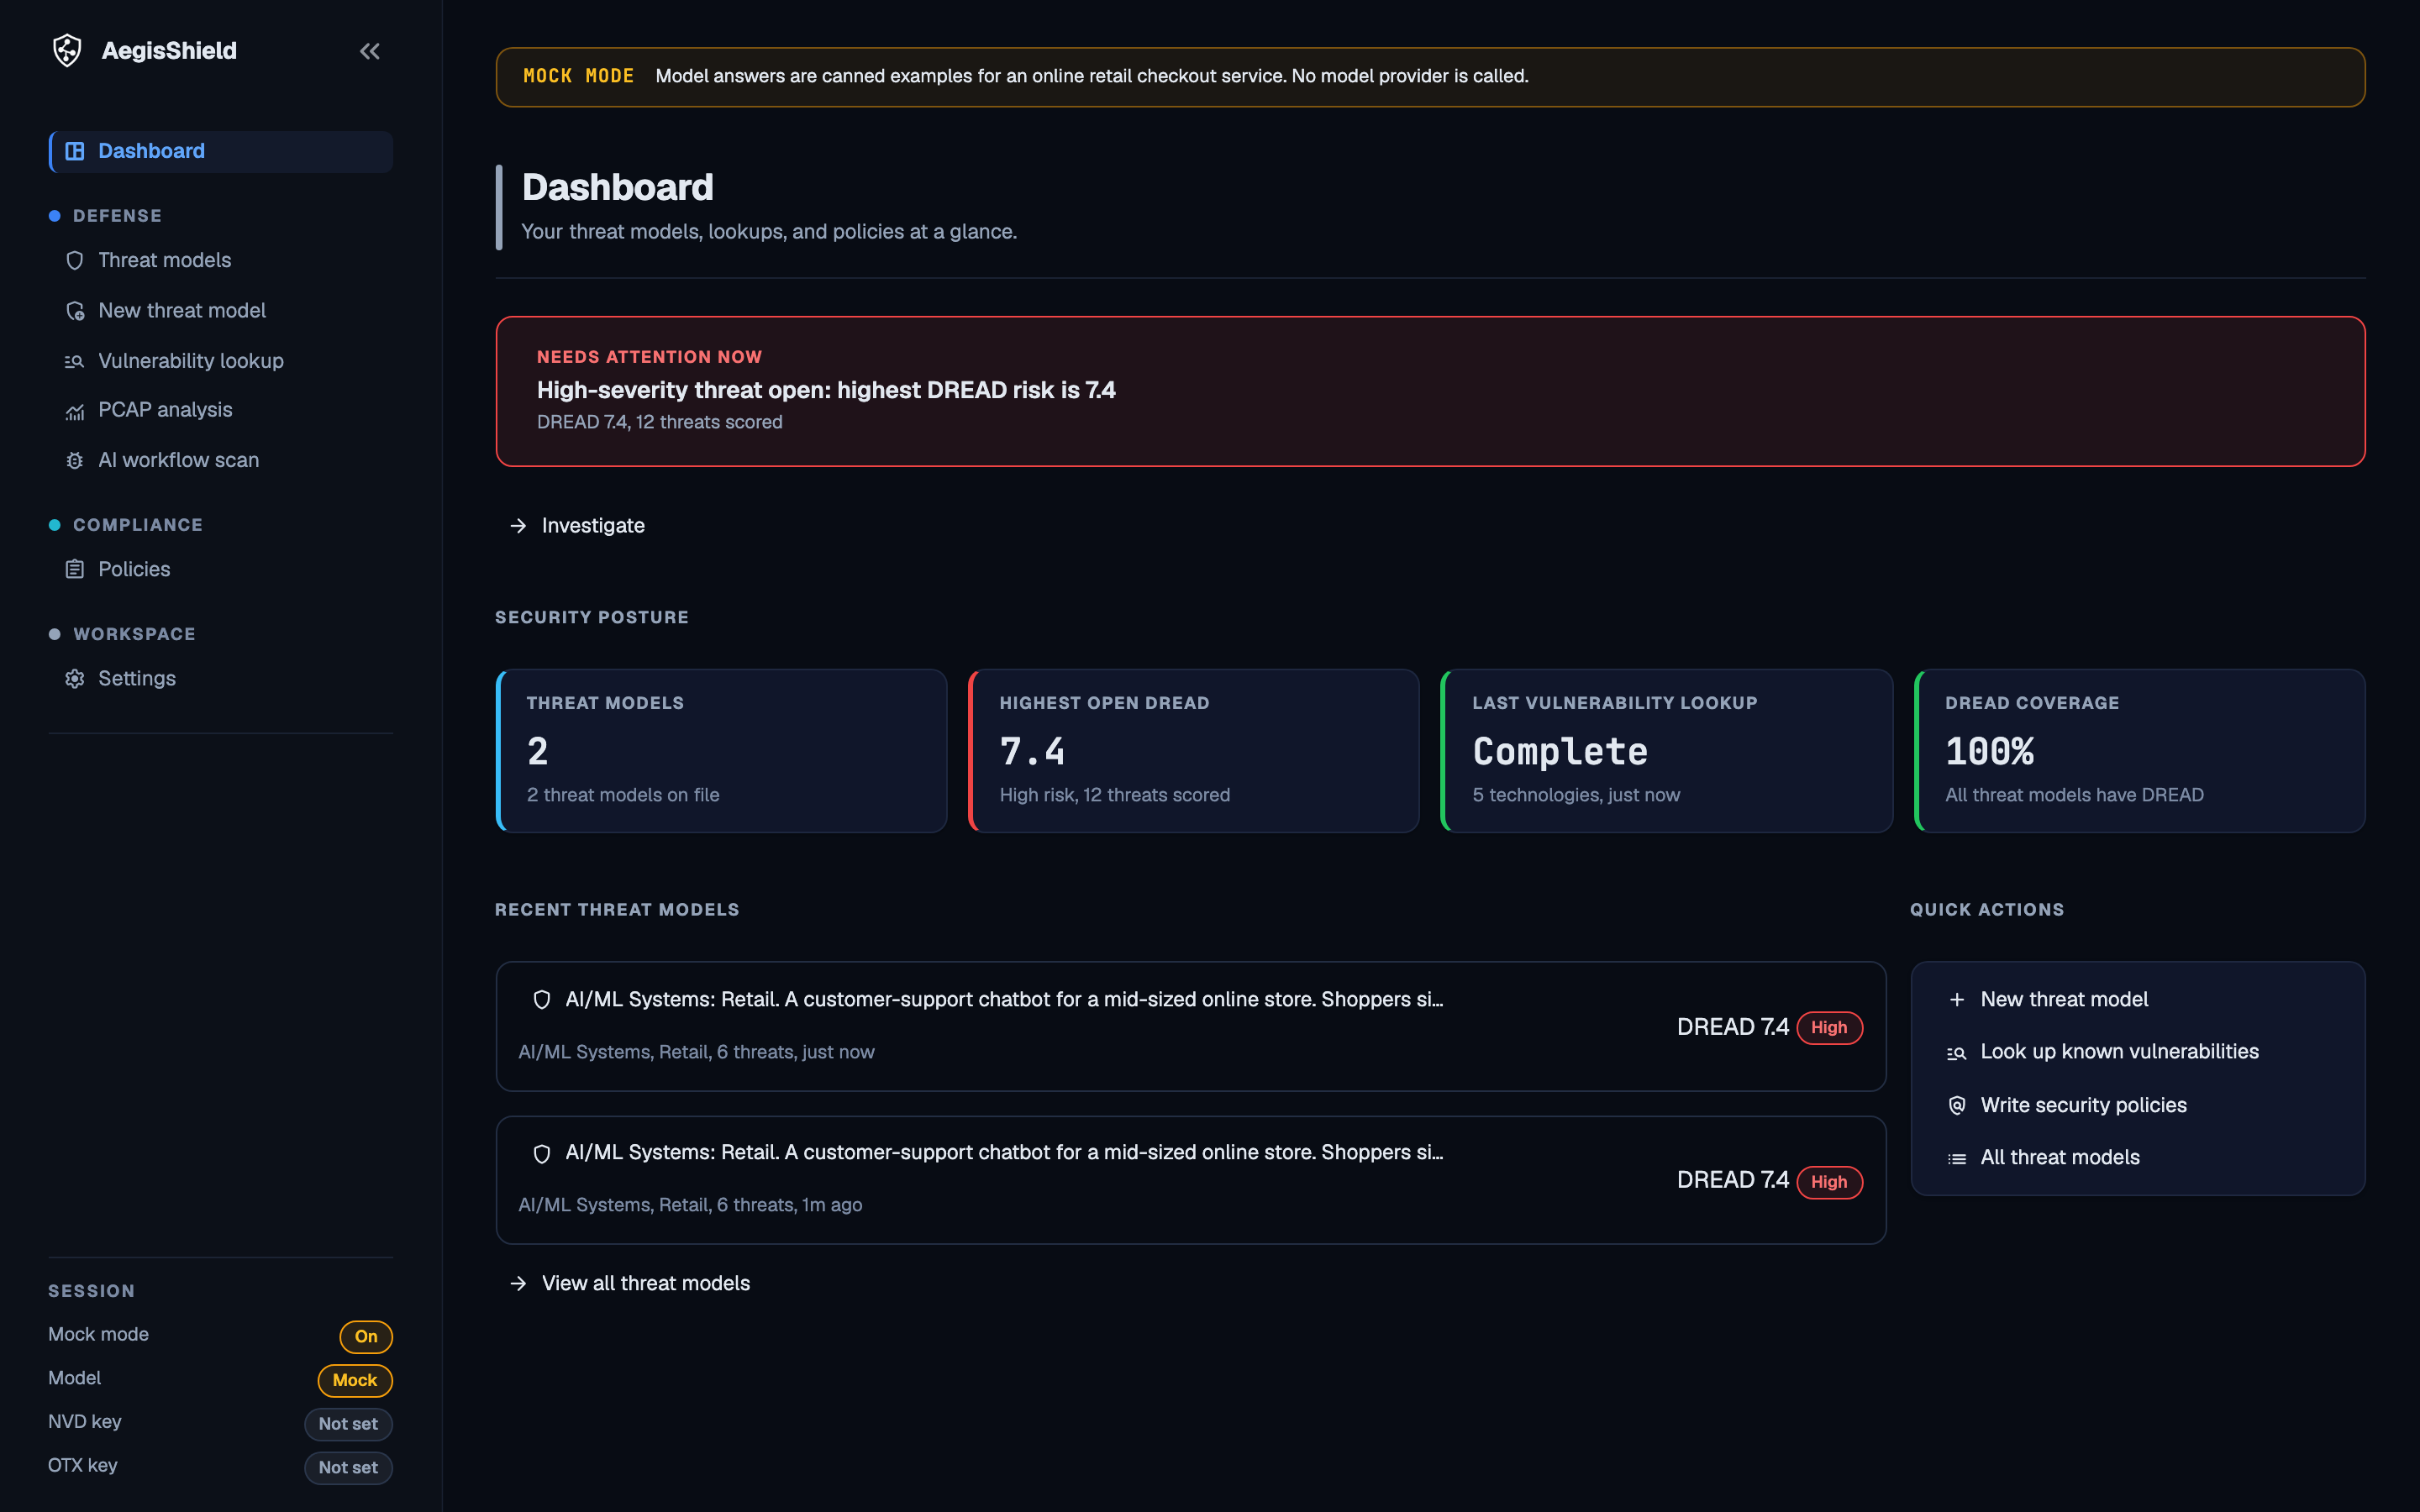 AegisShield
Dashboard
DEFENSE
Threat models
New threat model
Vulnerability lookup
PCAP analysis
AI workflow scan
COMPLIANCE
Policies
WORKSPACE
Settings
SESSION
Mock mode On
Model Mock
NVD key Not set
OTX key Not set
MOCK MODE Model answers are canned examples for an online retail checkout service. No model provider is called.
Dashboard
Your threat models, lookups, and policies at a glance.
NEEDS ATTENTION NOW
High-severity threat open: highest DREAD risk is 7.4
DREAD 7.4, 12 threats scored
Investigate
SECURITY POSTURE
THREAT MODELS
2
2 threat models on file
HIGHEST OPEN DREAD
7.4
High risk, 12 threats scored
LAST VULNERABILITY LOOKUP
Complete
5 technologies, just now
DREAD COVERAGE
100%
All threat models have DREAD
RECENT THREAT MODELS
AI/ML Systems: Retail. A customer-support chatbot for a mid-sized online store. Shoppers si...
AI/ML Systems, Retail, 6 threats, just now
DREAD 7.4 High
AI/ML Systems: Retail. A customer-support chatbot for a mid-sized online store. Shoppers si...
AI/ML Systems, Retail, 6 threats, 1m ago
DREAD 7.4 High
View all threat models
QUICK ACTIONS
New threat model
Look up known vulnerabilities
Write security policies
All threat models